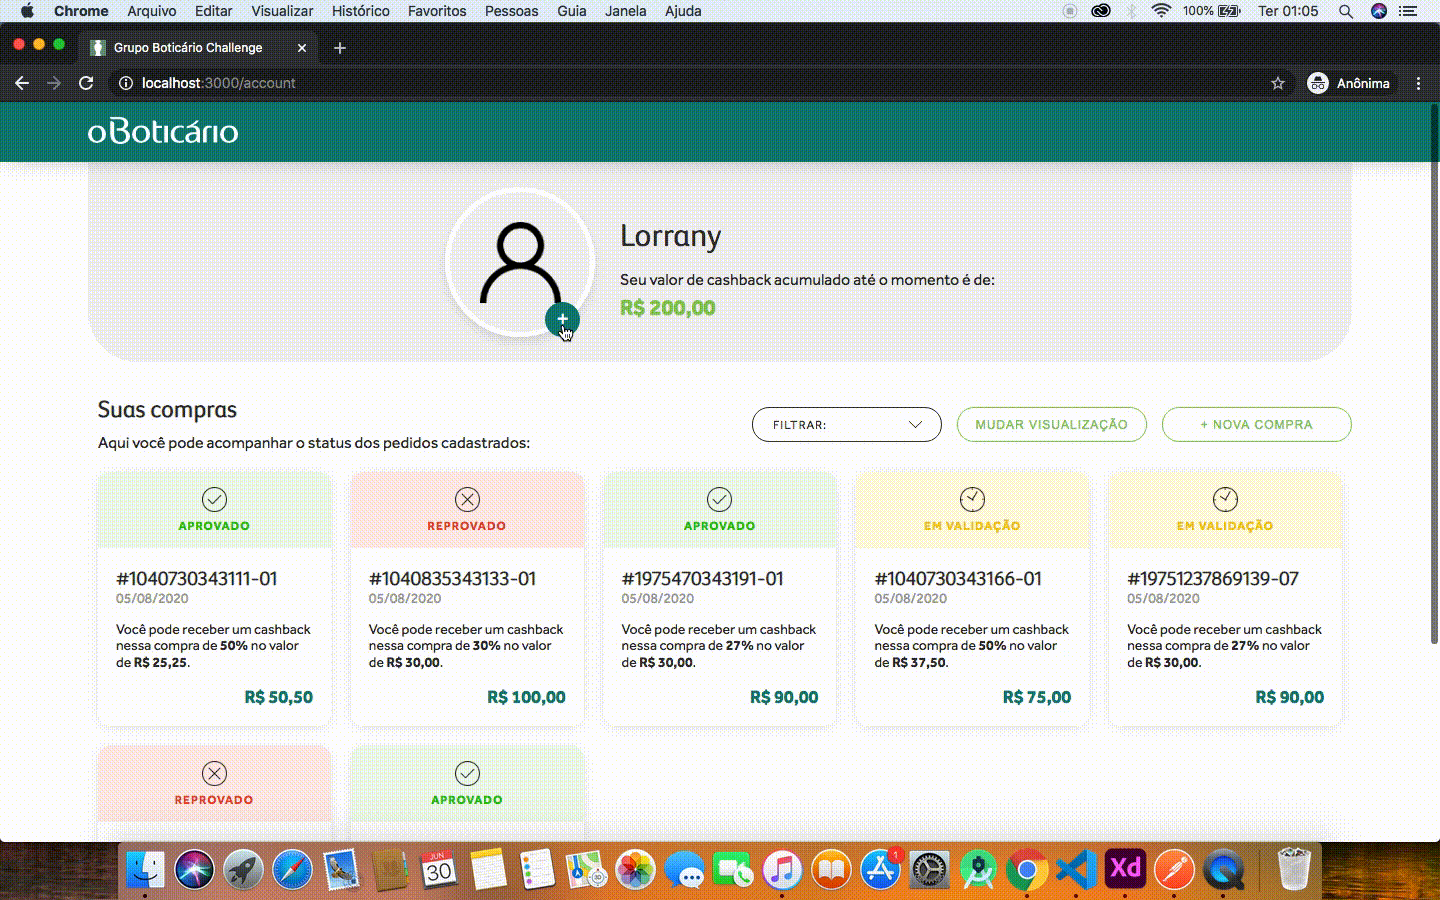 Chrome Arquivo Editar Visualizar Histórico Favoritos Pessoas Guia Janela Ajuda 100% Ter 01:05
Grupo Boticário Challenge
localhost:3000/account Anônima
oBoticário
Lorrany
Seu valor de cashback acumulado até o momento é de:
R$ 200,00
+
Suas compras
Aqui você pode acompanhar o status dos pedidos cadastrados:
FILTRAR: MUDAR VISUALIZAÇÃO + NOVA COMPRA
APROVADO
#1040730343111-01
05/08/2020
Você pode receber um cashback
nessa compra de 50% no valor
de R$ 25,25.
R$ 50,50
REPROVADO
#1040835343133-01
05/08/2020
Você pode receber um cashback
nessa compra de 30% no valor
de R$ 30,00.
R$ 100,00
APROVADO
#1975470343191-01
05/08/2020
Você pode receber um cashback
nessa compra de 27% no valor
de R$ 30,00.
R$ 90,00
EM VALIDAÇÃO
#1040730343166-01
05/08/2020
Você pode receber um cashback
nessa compra de 50% no valor
de R$ 37,50.
R$ 75,00
EM VALIDAÇÃO
#19751237869139-07
05/08/2020
Você pode receber um cashback
nessa compra de 27% no valor
de R$ 30,00.
R$ 90,00
REPROVADO
APROVADO
JUN
30
1
Xd